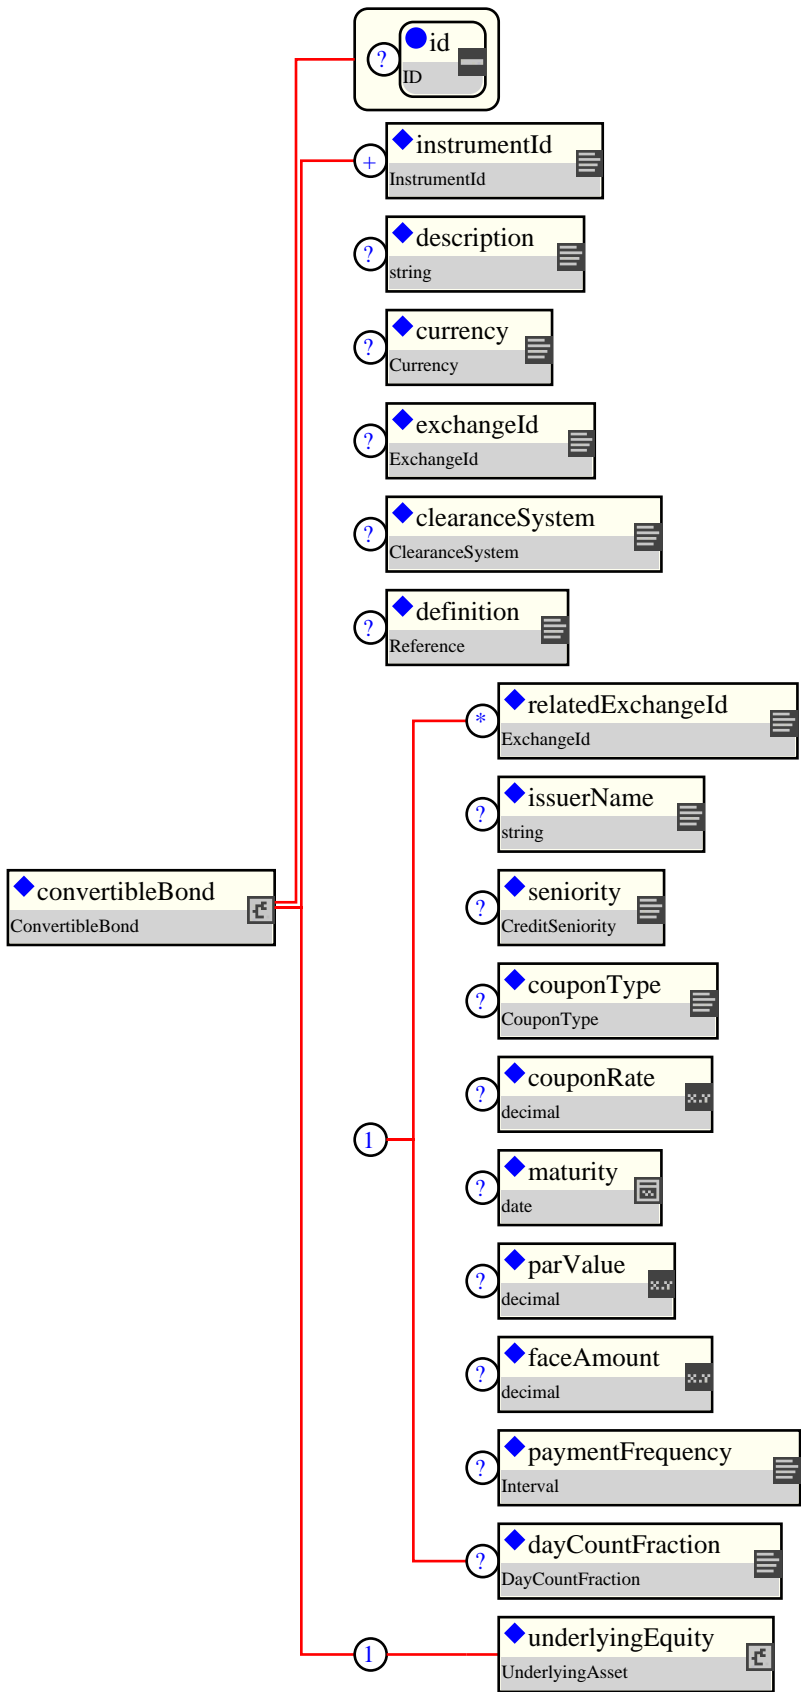 id
?
ID
instrumentId
+
InstrumentId
description
?
string
currency
?
Currency
exchangeId
?
ExchangeId
clearanceSystem
?
ClearanceSystem
definition
?
Reference
relatedExchangeId
*
ExchangeId
issuerName
?
string
convertibleBond
ConvertibleBond
seniority
?
CreditSeniority
couponType
?
CouponType
couponRate
?
x.y
decimal
1
maturity
?
date
parValue
?
x.y
decimal
faceAmount
?
x.y
decimal
paymentFrequency
?
Interval
dayCountFraction
?
DayCountFraction
underlyingEquity
1
UnderlyingAsset